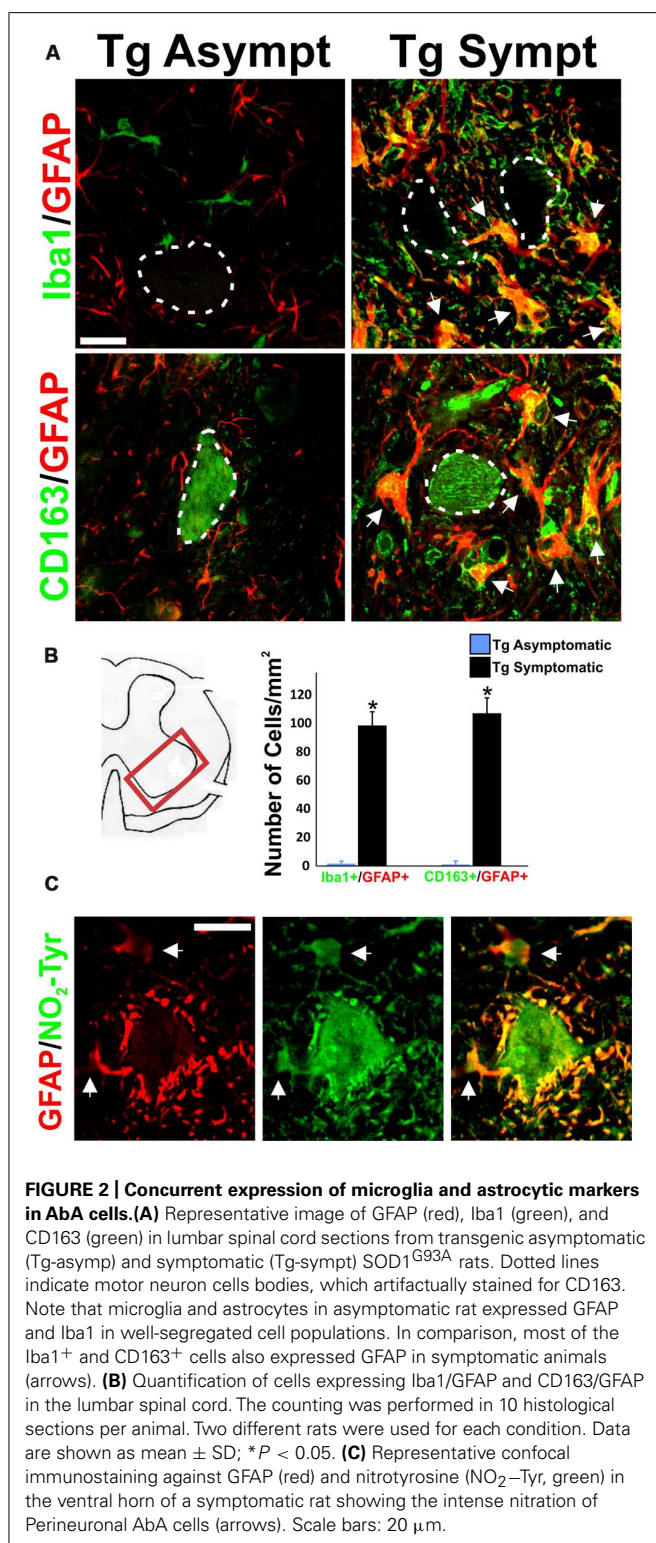 A
Tg Asympt Tg Sympt
Iba1/GFAP
CD163/GFAP
B
Tg Asymptomatic
Tg Symptomatic
Number of Cells/mm²
120
100
80
60
40
20
0
*
*
Iba1+/GFAP+ CD163+/GFAP+
C
GFAP/NO₂-Tyr
FIGURE 2 | Concurrent expression of microglia and astrocytic markers
in AbA cells.(A) Representative image of GFAP (red), Iba1 (green), and
CD163 (green) in lumbar spinal cord sections from transgenic asymptomatic
(Tg-asymp) and symptomatic (Tg-sympt) SOD1ᴳ⁹³ᴬ rats. Dotted lines
indicate motor neuron cells bodies, which artifactually stained for CD163.
Note that microglia and astrocytes in asymptomatic rat expressed GFAP
and Iba1 in well-segregated cell populations. In comparison, most of the
Iba1⁺ and CD163⁺ cells also expressed GFAP in symptomatic animals
(arrows). (B) Quantification of cells expressing Iba1/GFAP and CD163/GFAP
in the lumbar spinal cord. The counting was performed in 10 histological
sections per animal. Two different rats were used for each condition. Data
are shown as mean ± SD; *P < 0.05. (C) Representative confocal
immunostaining against GFAP (red) and nitrotyrosine (NO₂–Tyr, green) in
the ventral horn of a symptomatic rat showing the intense nitration of
Perineuronal AbA cells (arrows). Scale bars: 20 μm.